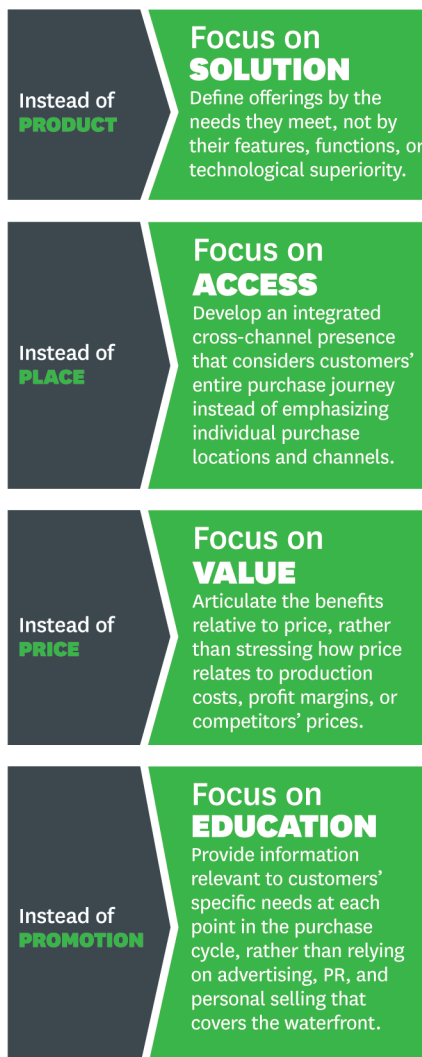 Instead of
PRODUCT
Focus on
SOLUTION
Define offerings by the
needs they meet, not by
their features, functions, or
technological superiority.
Instead of
PLACE
Focus on
ACCESS
Develop an integrated
cross-channel presence
that considers customers’
entire purchase journey
instead of emphasizing
individual purchase
locations and channels.
Instead of
PRICE
Focus on
VALUE
Articulate the benefits
relative to price, rather
than stressing how price
relates to production
costs, profit margins, or
competitors’ prices.
Instead of
PROMOTION
Focus on
EDUCATION
Provide information
relevant to customers’
specific needs at each
point in the purchase
cycle, rather than relying
on advertising, PR, and
personal selling that
covers the waterfront.